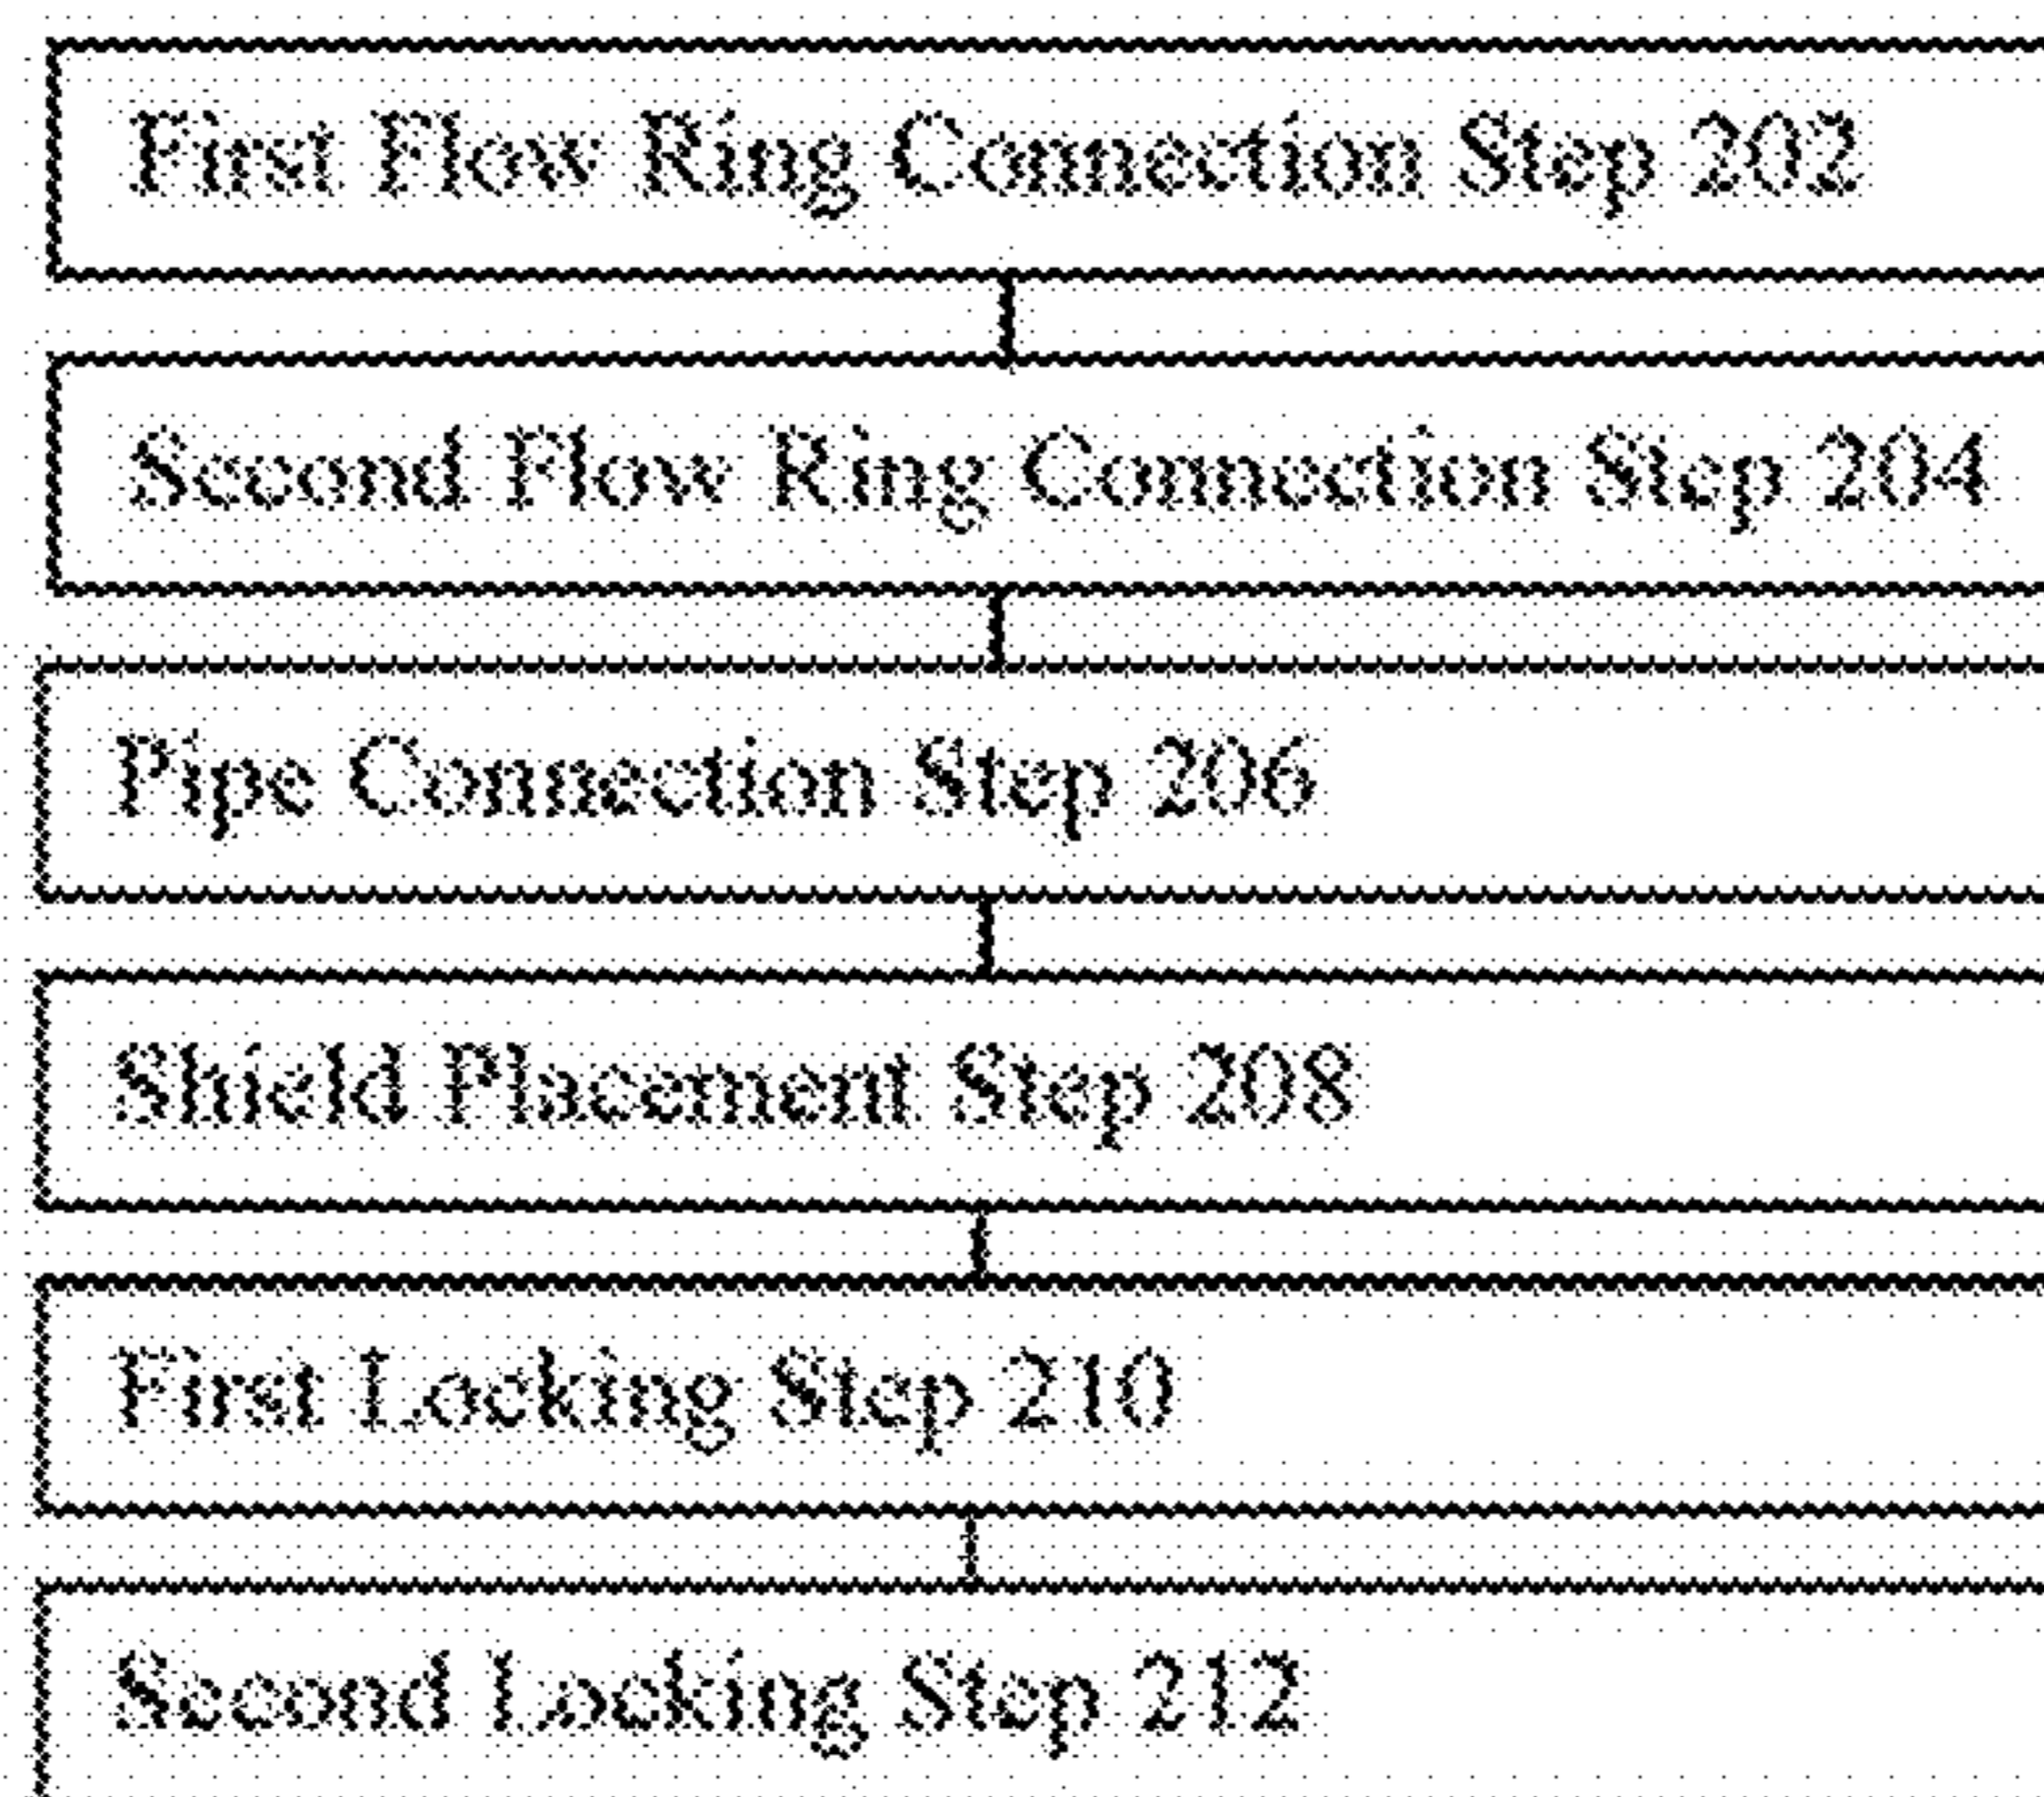 First Flow Ring Connection Step 202
Second Flow Ring Connection Step 204
Pipe Connection Step 206
Shield Placement Step 208
First Locking Step 210
Second Locking Step 212